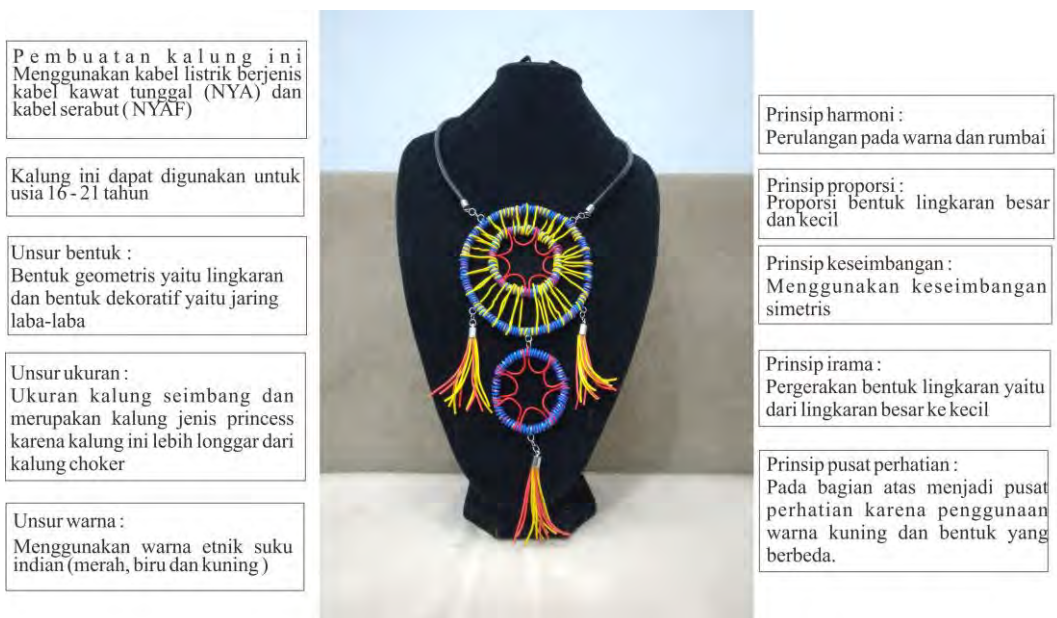 Pembuatan kalung ini
Menggunakan kabel listrik berjenis
kabel kawat tunggal (NYA) dan
kabel serabut ( NYAF)
Kalung ini dapat digunakan untuk
usia 16 - 21 tahun
Unsur bentuk :
Bentuk geometris yaitu lingkaran
dan bentuk dekoratif yaitu jaring
laba-laba
Unsur ukuran :
Ukuran kalung seimbang dan
merupakan kalung jenis princess
karena kalung ini lebih longgar dari
kalung choker
Unsur warna :
Menggunakan warna etnik suku
indian (merah, biru dan kuning )
Prinsip harmoni :
Perulangan pada warna dan rumbai
Prinsip proporsi :
Proporsi bentuk lingkaran besar
dan kecil
Prinsip keseimbangan :
Menggunakan keseimbangan
simetris
Prinsip irama :
Pergerakan bentuk lingkaran yaitu
dari lingkaran besar ke kecil
Prinsip pusat perhatian :
Pada bagian atas menjadi pusat
perhatian karena penggunaan
warna kuning dan bentuk yang
berbeda.